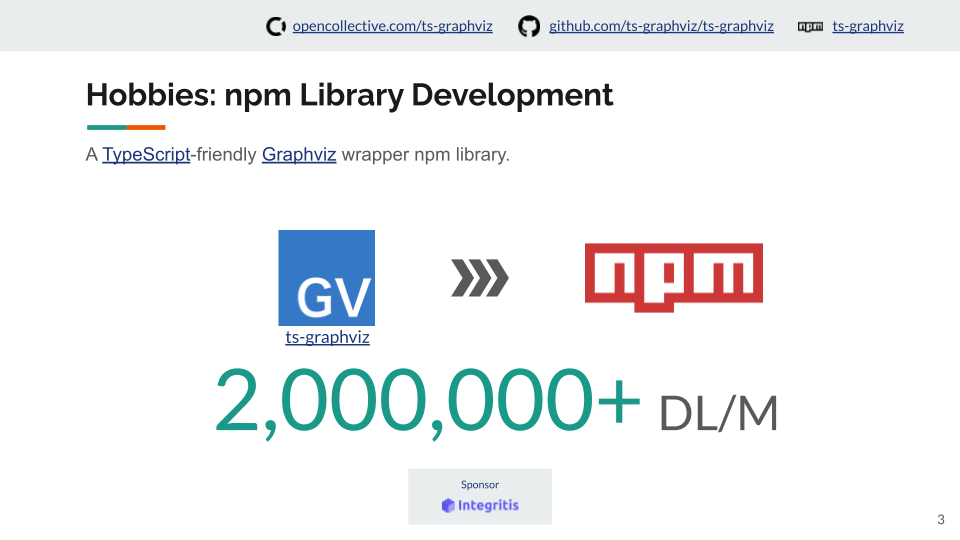 opencollective.com/ts-graphviz github.com/ts-graphviz/ts-graphviz npm ts-graphviz
Hobbies: npm Library Development
A TypeScript-friendly Graphviz wrapper npm library.
GV
npm
ts-graphviz
2,000,000+ DL/M
Sponsor
Integritis
3